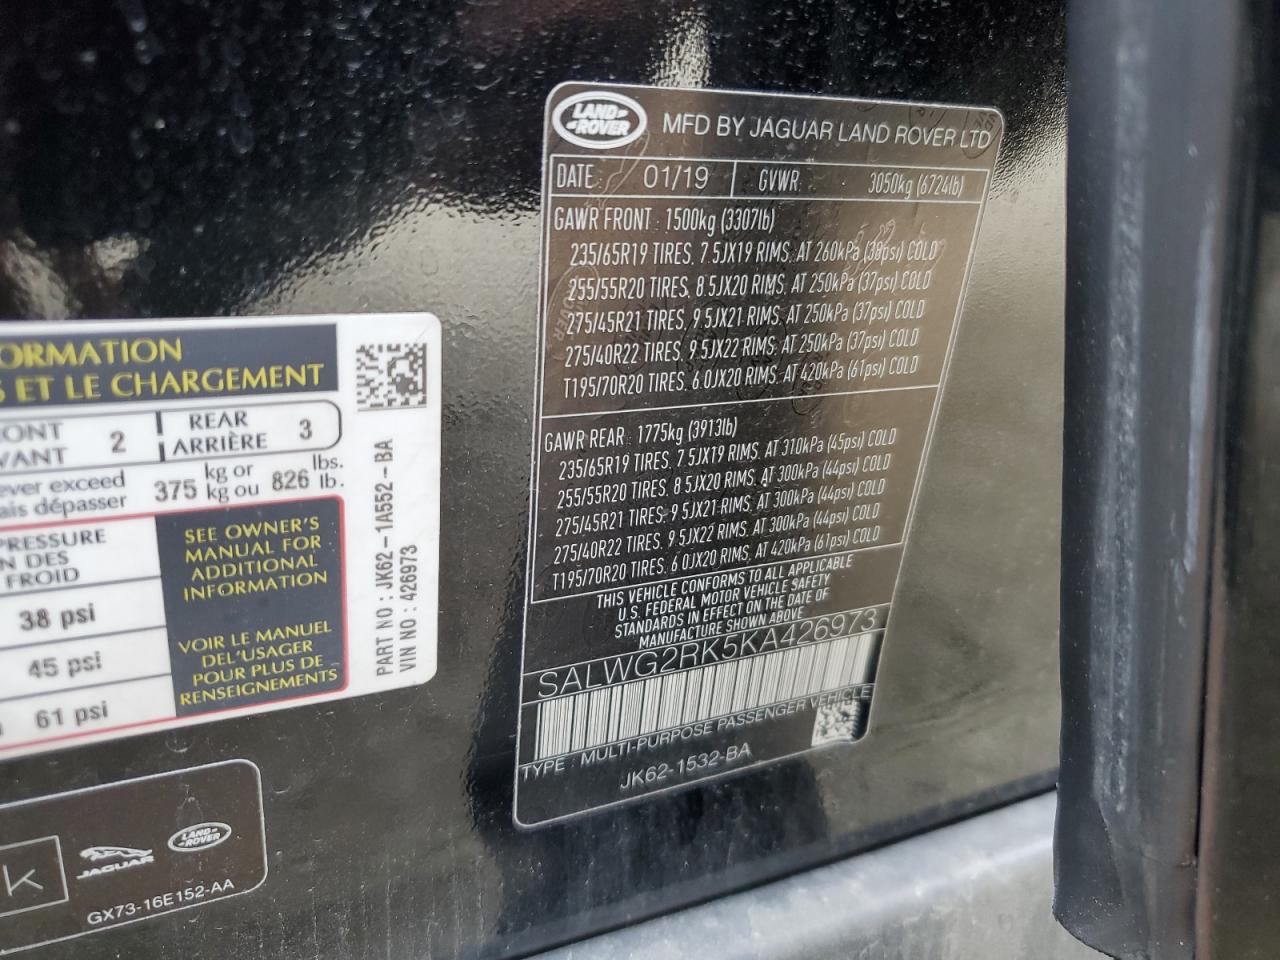 ORMATION
S ET LE CHARGEMENT
2
REAR
ARRIÈRE
3
ever exceed
ais dépasser
375 kg or
kg ou 826 lbs.
lb.
PRESSURE
N DES
FROID
38 psi
45 psi
61 psi
SEE OWNER'S
MANUAL FOR
ADDITIONAL
INFORMATION
VOIR LE MANUEL
DEL'USAGER
POUR PLUS DE
RENSEIGNEMENTS
PART NO : JK62-1A552-BA
VIN NO : 426973
k
JAGUAR
LAND ROVER
GX73-16E152-AA
LAND
ROVER
MFD BY JAGUAR LAND ROVER LTD
DATE : 01/19 GVWR 3050kg (6724lb)
GAWR FRONT : 1500kg (3307lb)
235/65R19 TIRES, 7.5JX19 RIMS, AT 260kPa (38psi) COLD
255/55R20 TIRES, 8.5JX20 RIMS, AT 250kPa (37psi) COLD
275/45R21 TIRES, 9.5JX21 RIMS, AT 250kPa (37psi) COLD
275/40R22 TIRES, 9.5JX22 RIMS, AT 250kPa (37psi) COLD
T195/70R20 TIRES, 6.0JX20 RIMS, AT 420kPa (61psi) COLD
GAWR REAR : 1775kg (3913lb)
235/65R19 TIRES, 7.5JX19 RIMS, AT 310kPa (45psi) COLD
255/55R20 TIRES, 8.5JX20 RIMS, AT 300kPa (44psi) COLD
275/45R21 TIRES, 9.5JX21 RIMS, AT 300kPa (44psi) COLD
275/40R22 TIRES, 9.5JX22 RIMS, AT 300kPa (44psi) COLD
T195/70R20 TIRES, 6.0JX20 RIMS, AT 420kPa (61psi) COLD
THIS VEHICLE CONFORMS TO ALL APPLICABLE
U.S. FEDERAL MOTOR VEHICLE SAFETY
STANDARDS IN EFFECT ON THE DATE OF
MANUFACTURE SHOWN ABOVE
SALWG2RK5KA426973
TYPE : MULTI-PURPOSE PASSENGER VEHICLE
JK62-1532-BA